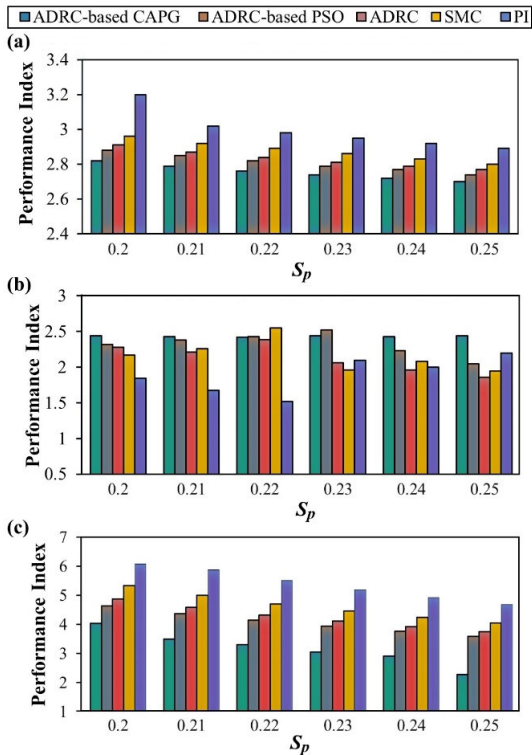 ADRC-based CAPG ADRC-based PSO ADRC SMC PI
(a)
Performance Index
3.4
3.2
3
2.8
2.6
2.4
0.2 0.21 0.22 0.23 0.24 0.25
Sp
(b)
Performance Index
3
2.5
2
1.5
1
0.5
0.2 0.21 0.22 0.23 0.24 0.25
Sp
(c)
Performance Index
7
6
5
4
3
2
1
0.2 0.21 0.22 0.23 0.24 0.25
Sp